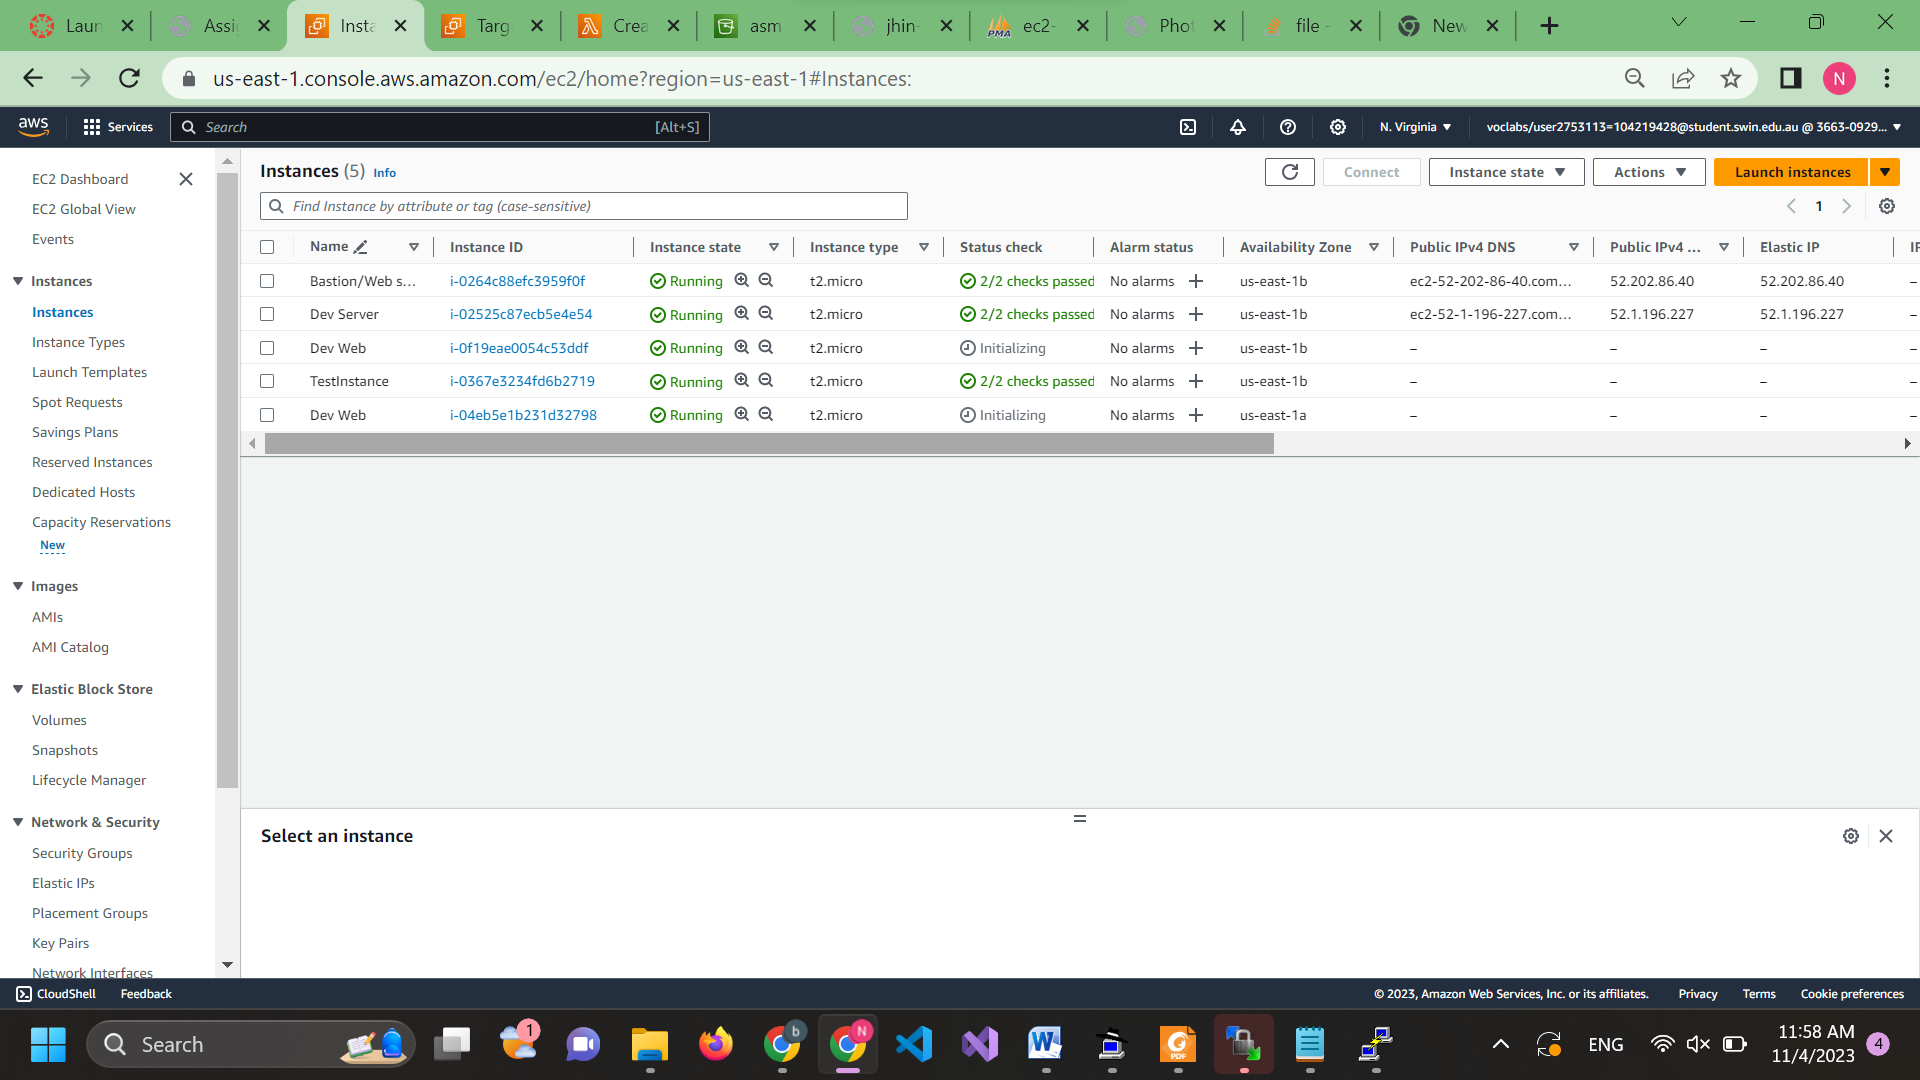 Laun
Assig
Insta
Targ
Crea
asm
jhin-
PMA
ec2-
Phot
file -
New
us-east-1.console.aws.amazon.com/ec2/home?region=us-east-1#Instances:
N
aws
Services
Search
[Alt+S]
N. Virginia
voclabs/user2753113=104219428@student.swin.edu.au @ 3663-0929...
EC2 Dashboard
EC2 Global View
Events
Instances
Instances
Instance Types
Launch Templates
Spot Requests
Savings Plans
Reserved Instances
Dedicated Hosts
Capacity Reservations
New
Images
AMIs
AMI Catalog
Elastic Block Store
Volumes
Snapshots
Lifecycle Manager
Network & Security
Security Groups
Elastic IPs
Placement Groups
Key Pairs
Network Interfaces
Instances (5) Info
Connect
Instance state
Actions
Launch instances
Find Instance by attribute or tag (case-sensitive)
1
Name Instance ID Instance state Instance type Status check Alarm status Availability Zone Public IPv4 DNS Public IPv4 ... Elastic IP IP
Bastion/Web s... i-0264c88efc3959f0f Running t2.micro 2/2 checks passed No alarms us-east-1b ec2-52-202-86-40.com... 52.202.86.40 52.202.86.40 –
Dev Server i-02525c87ecb5e4e54 Running t2.micro 2/2 checks passed No alarms us-east-1b ec2-52-1-196-227.com... 52.1.196.227 52.1.196.227 –
Dev Web i-0f19eae0054c53ddf Running t2.micro Initializing No alarms us-east-1b – – – –
TestInstance i-0367e3234fd6b2719 Running t2.micro 2/2 checks passed No alarms us-east-1b – – – –
Dev Web i-04eb5e1b231d32798 Running t2.micro Initializing No alarms us-east-1a – – – –
Select an instance
CloudShell
Feedback
© 2023, Amazon Web Services, Inc. or its affiliates.
Privacy
Terms
Cookie preferences
Search
1
b
N
W
PDF
ENG
11:58 AM
11/4/2023
4